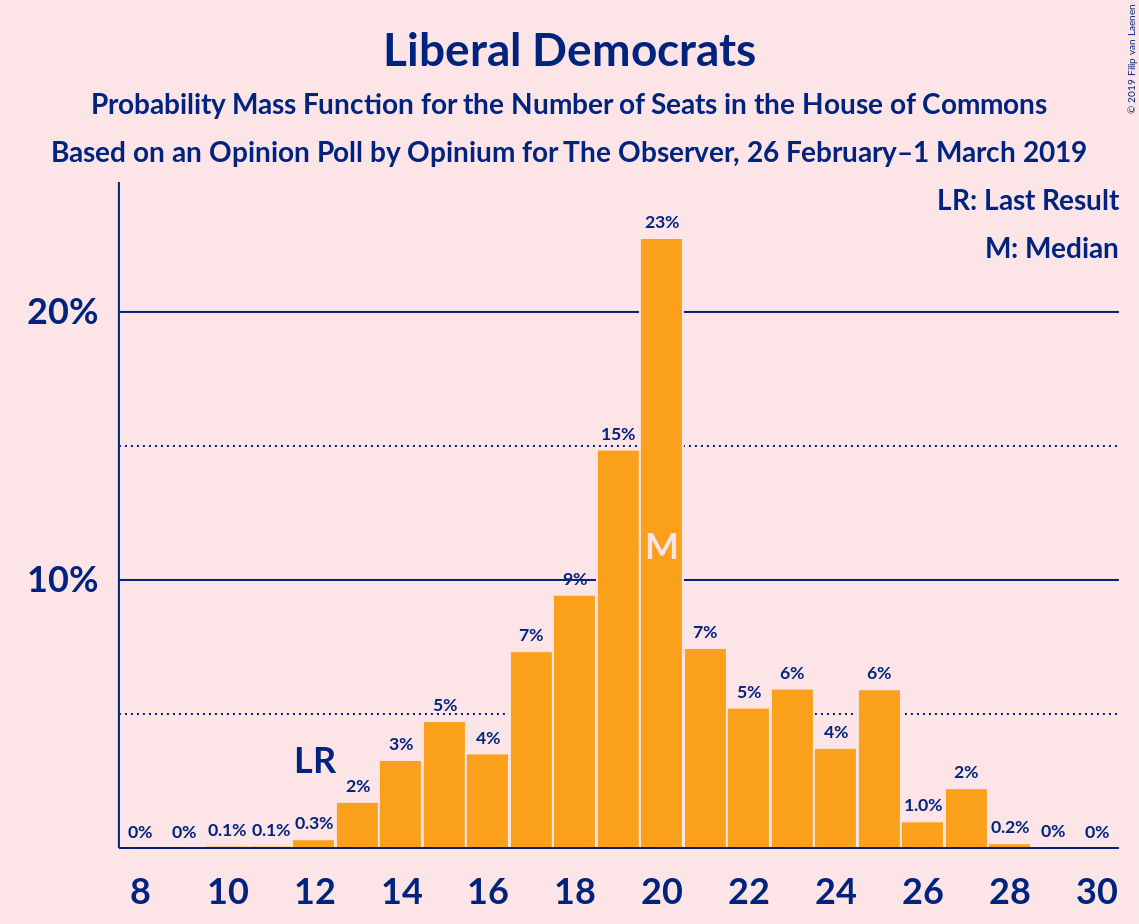 Liberal Democrats
Probability Mass Function for the Number of Seats in the House of Commons
Based on an Opinion Poll by Opinium for The Observer, 26 February–1 March 2019
© 2019 Filip van Laenen
LR: Last Result
M: Median
20%
10%
0%
0%
0.1%
0.1%
0.3%
2%
3%
5%
4%
7%
9%
15%
23%
7%
5%
6%
4%
6%
1.0%
2%
0.2%
0%
0%
LR
M
8 10 12 14 16 18 20 22 24 26 28 30